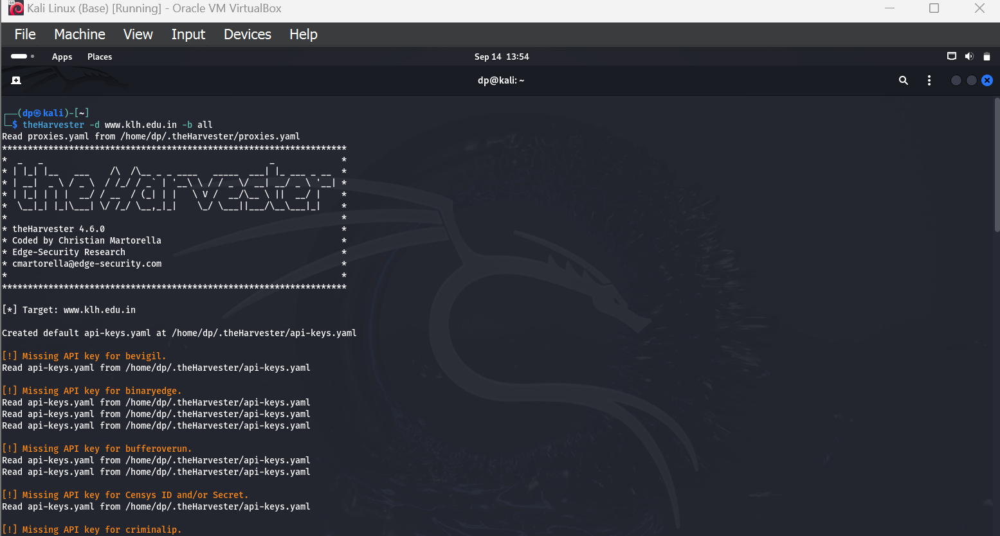 Kali Linux (Base) [Running] - Oracle VM VirtualBox
File Machine View Input Devices Help
Apps Places Sep 14 13:54
dp@kali: ~
┌──(dp㉿kali)-[~]
└─$ theHarvester -d www.klh.edu.in -b all
Read proxies.yaml from /home/dp/.theHarvester/proxies.yaml
*******************************************************************
*  _   _                                            _             *
* | |_| |__   ___    /\  /\__ _ _ ____   _____  ___| |_ ___ _ __  *
* | __|  _ \ / _ \  / /_/ / _` | '__\ \ / / _ \/ __| __/ _ \ '__| *
* | |_| | | |  __/ / __  / (_| | |   \ V /  __/\__ \ ||  __/ |    *
*  \__|_| |_|\___| \/ /_/ \__,_|_|    \_/ \___||___/\__\___|_|    *
*                                                                 *
* theHarvester 4.6.0                                              *
* Coded by Christian Martorella                                   *
* Edge-Security Research                                          *
* cmartorella@edge-security.com                                   *
*                                                                 *
*******************************************************************
[*] Target: www.klh.edu.in
Created default api-keys.yaml at /home/dp/.theHarvester/api-keys.yaml
[!] Missing API key for bevigil.
Read api-keys.yaml from /home/dp/.theHarvester/api-keys.yaml
[!] Missing API key for binaryedge.
Read api-keys.yaml from /home/dp/.theHarvester/api-keys.yaml
Read api-keys.yaml from /home/dp/.theHarvester/api-keys.yaml
Read api-keys.yaml from /home/dp/.theHarvester/api-keys.yaml
[!] Missing API key for bufferoverun.
Read api-keys.yaml from /home/dp/.theHarvester/api-keys.yaml
Read api-keys.yaml from /home/dp/.theHarvester/api-keys.yaml
[!] Missing API key for Censys ID and/or Secret.
Read api-keys.yaml from /home/dp/.theHarvester/api-keys.yaml
[!] Missing API key for criminalip.